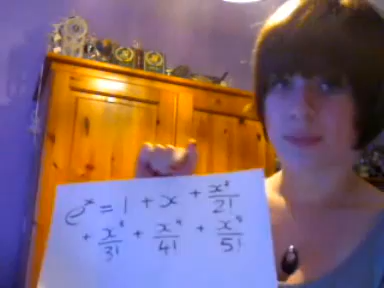 e^x = 1 + x + x²/2!
+ x³/3! + x⁴/4! + x⁵/5!